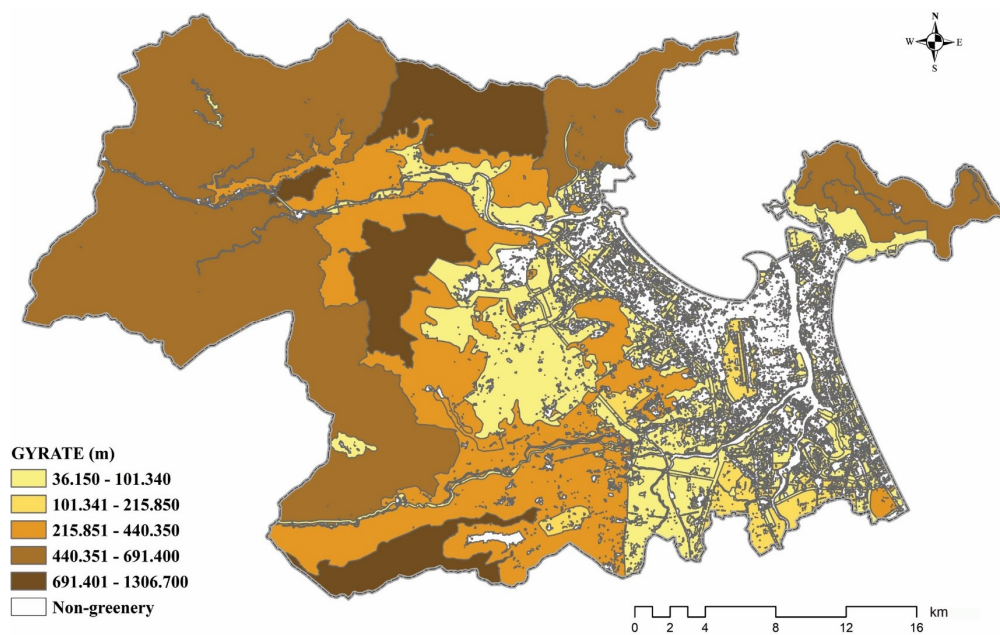 N
W E
S
GYRATE (m)
36.150 - 101.340
101.341 - 215.850
215.851 - 440.350
440.351 - 691.400
691.401 - 1306.700
Non-greenery
km
0 2 4 8 12 16